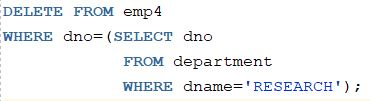 DELETE FROM emp4
WHERE dno=(SELECT dno
FROM department
WHERE dname='RESEARCH');